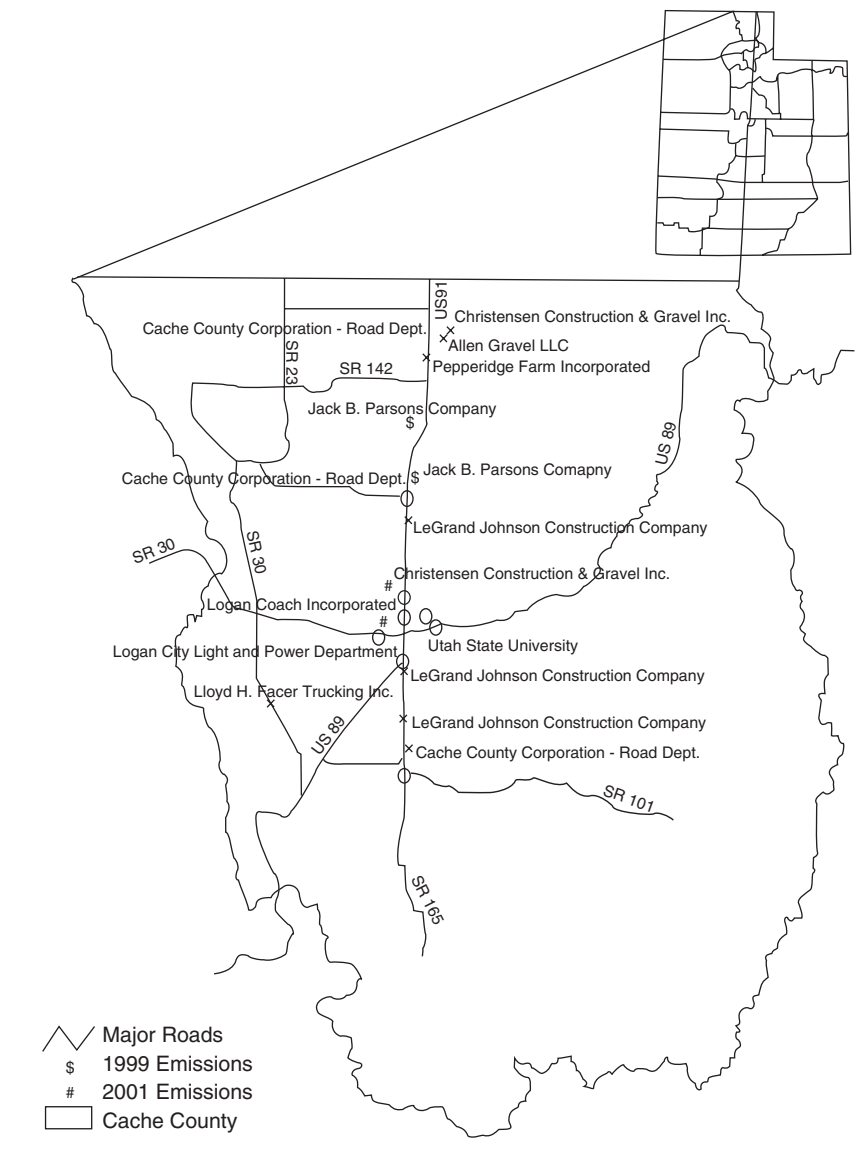 US91
Christensen Construction & Gravel Inc.
Cache County Corporation - Road Dept.
Allen Gravel LLC
SR 23
Pepperidge Farm Incorporated
SR 142
Jack B. Parsons Company
$
US 89
Jack B. Parsons Comapny
Cache County Corporation - Road Dept.
$
LeGrand Johnson Construction Company
SR 30
SR 30
Christensen Construction & Gravel Inc.
#
Logan Coach Incorporated
#
Utah State University
Logan City Light and Power Department
LeGrand Johnson Construction Company
Lloyd H. Facer Trucking Inc.
LeGrand Johnson Construction Company
US 89
Cache County Corporation - Road Dept.
SR 101
SR 165
Major Roads
$ 1999 Emissions
# 2001 Emissions
Cache County